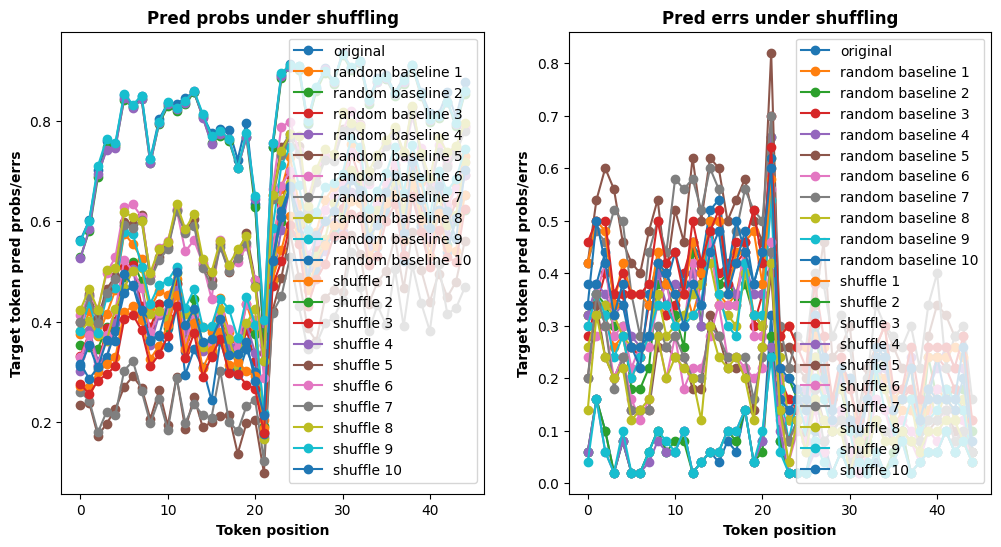 Pred probs under shuffling
Target token pred probs/errs
0.8
0.6
0.4
0.2
0
10
20
30
40
Token position
original
random baseline 1
random baseline 2
random baseline 3
random baseline 4
random baseline 5
random baseline 6
random baseline 7
random baseline 8
random baseline 9
random baseline 10
shuffle 1
shuffle 2
shuffle 3
shuffle 4
shuffle 5
shuffle 6
shuffle 7
shuffle 8
shuffle 9
shuffle 10
Pred errs under shuffling
Target token pred probs/errs
0.8
0.7
0.6
0.5
0.4
0.3
0.2
0.1
0.0
0
10
20
30
40
Token position
original
random baseline 1
random baseline 2
random baseline 3
random baseline 4
random baseline 5
random baseline 6
random baseline 7
random baseline 8
random baseline 9
random baseline 10
shuffle 1
shuffle 2
shuffle 3
shuffle 4
shuffle 5
shuffle 6
shuffle 7
shuffle 8
shuffle 9
shuffle 10